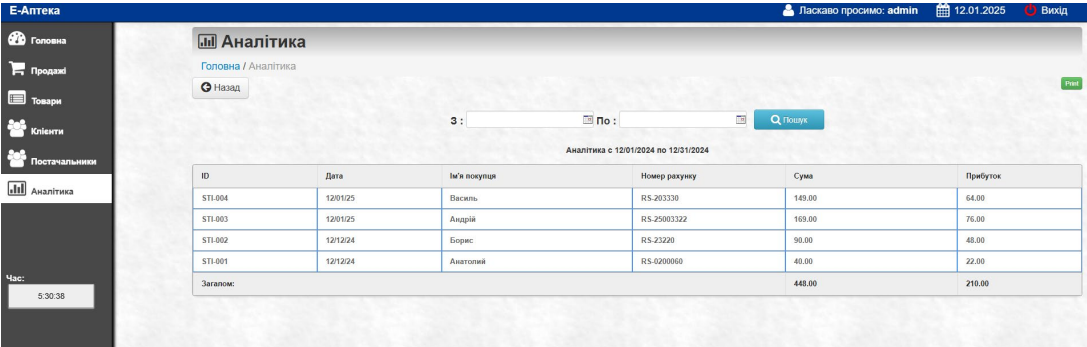 Е-Аптека
Ласкаво просимо: admin 12.01.2025 Вихід
Головна
Продажі
Товари
Клієнти
Постачальники
Аналітика
Час:
5:30:38
Аналітика
Головна / Аналітика
Назад
Print
З : По : Пошук
Аналітика с 12/01/2024 по 12/31/2024
ID Дата Ім'я покупця Номер рахунку Сума Прибуток
STI-004 12/01/25 Василь RS-203330 149.00 64.00
STI-003 12/01/25 Андрій RS-25003322 169.00 76.00
STI-002 12/12/24 Борис RS-23220 90.00 48.00
STI-001 12/12/24 Анатолий RS-0200060 40.00 22.00
Загалом: 448.00 210.00